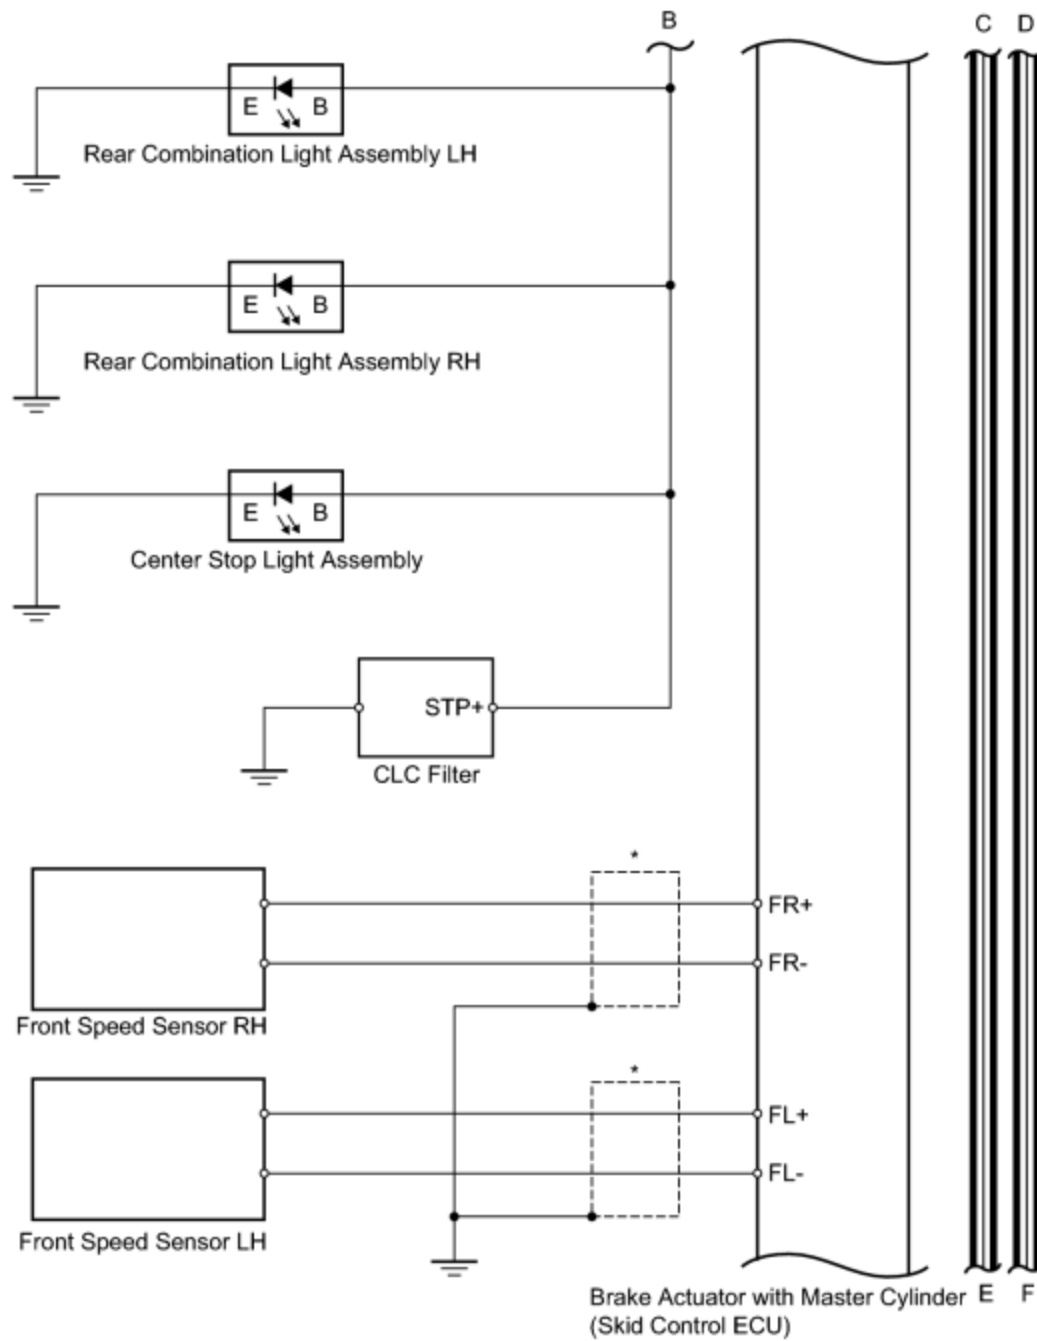 B
C D
E B
Rear Combination Light Assembly LH
E B
Rear Combination Light Assembly RH
E B
Center Stop Light Assembly
STP+
CLC Filter
*
FR+
FR-
Front Speed Sensor RH
*
FL+
FL-
Front Speed Sensor LH
Brake Actuator with Master Cylinder
(Skid Control ECU)
E F